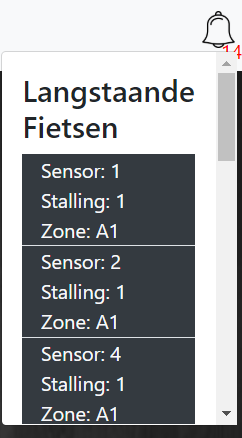 14
Langstaande
Fietsen
Sensor: 1
Stalling: 1
Zone: A1
Sensor: 2
Stalling: 1
Zone: A1
Sensor: 4
Stalling: 1
Zone: A1